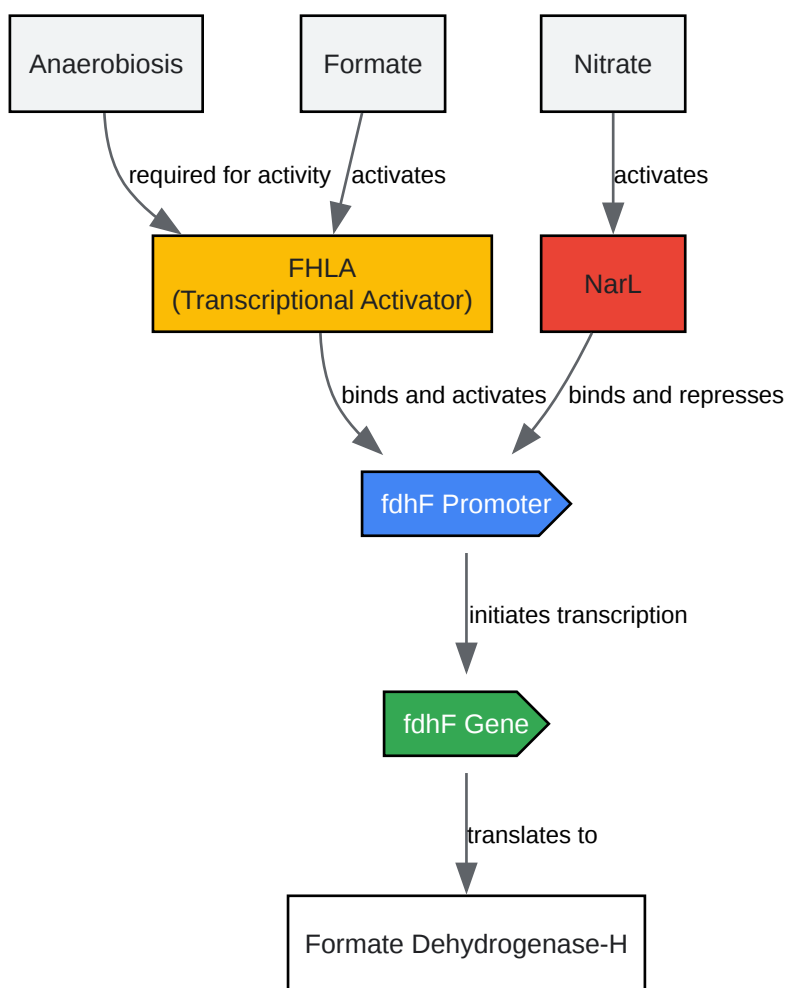 Anaerobiosis
Formate
Nitrate
required for activity
activates
activates
FHLA
(Transcriptional Activator)
NarL
binds and activates
binds and represses
fdhF Promoter
initiates transcription
fdhF Gene
translates to
Formate Dehydrogenase-H